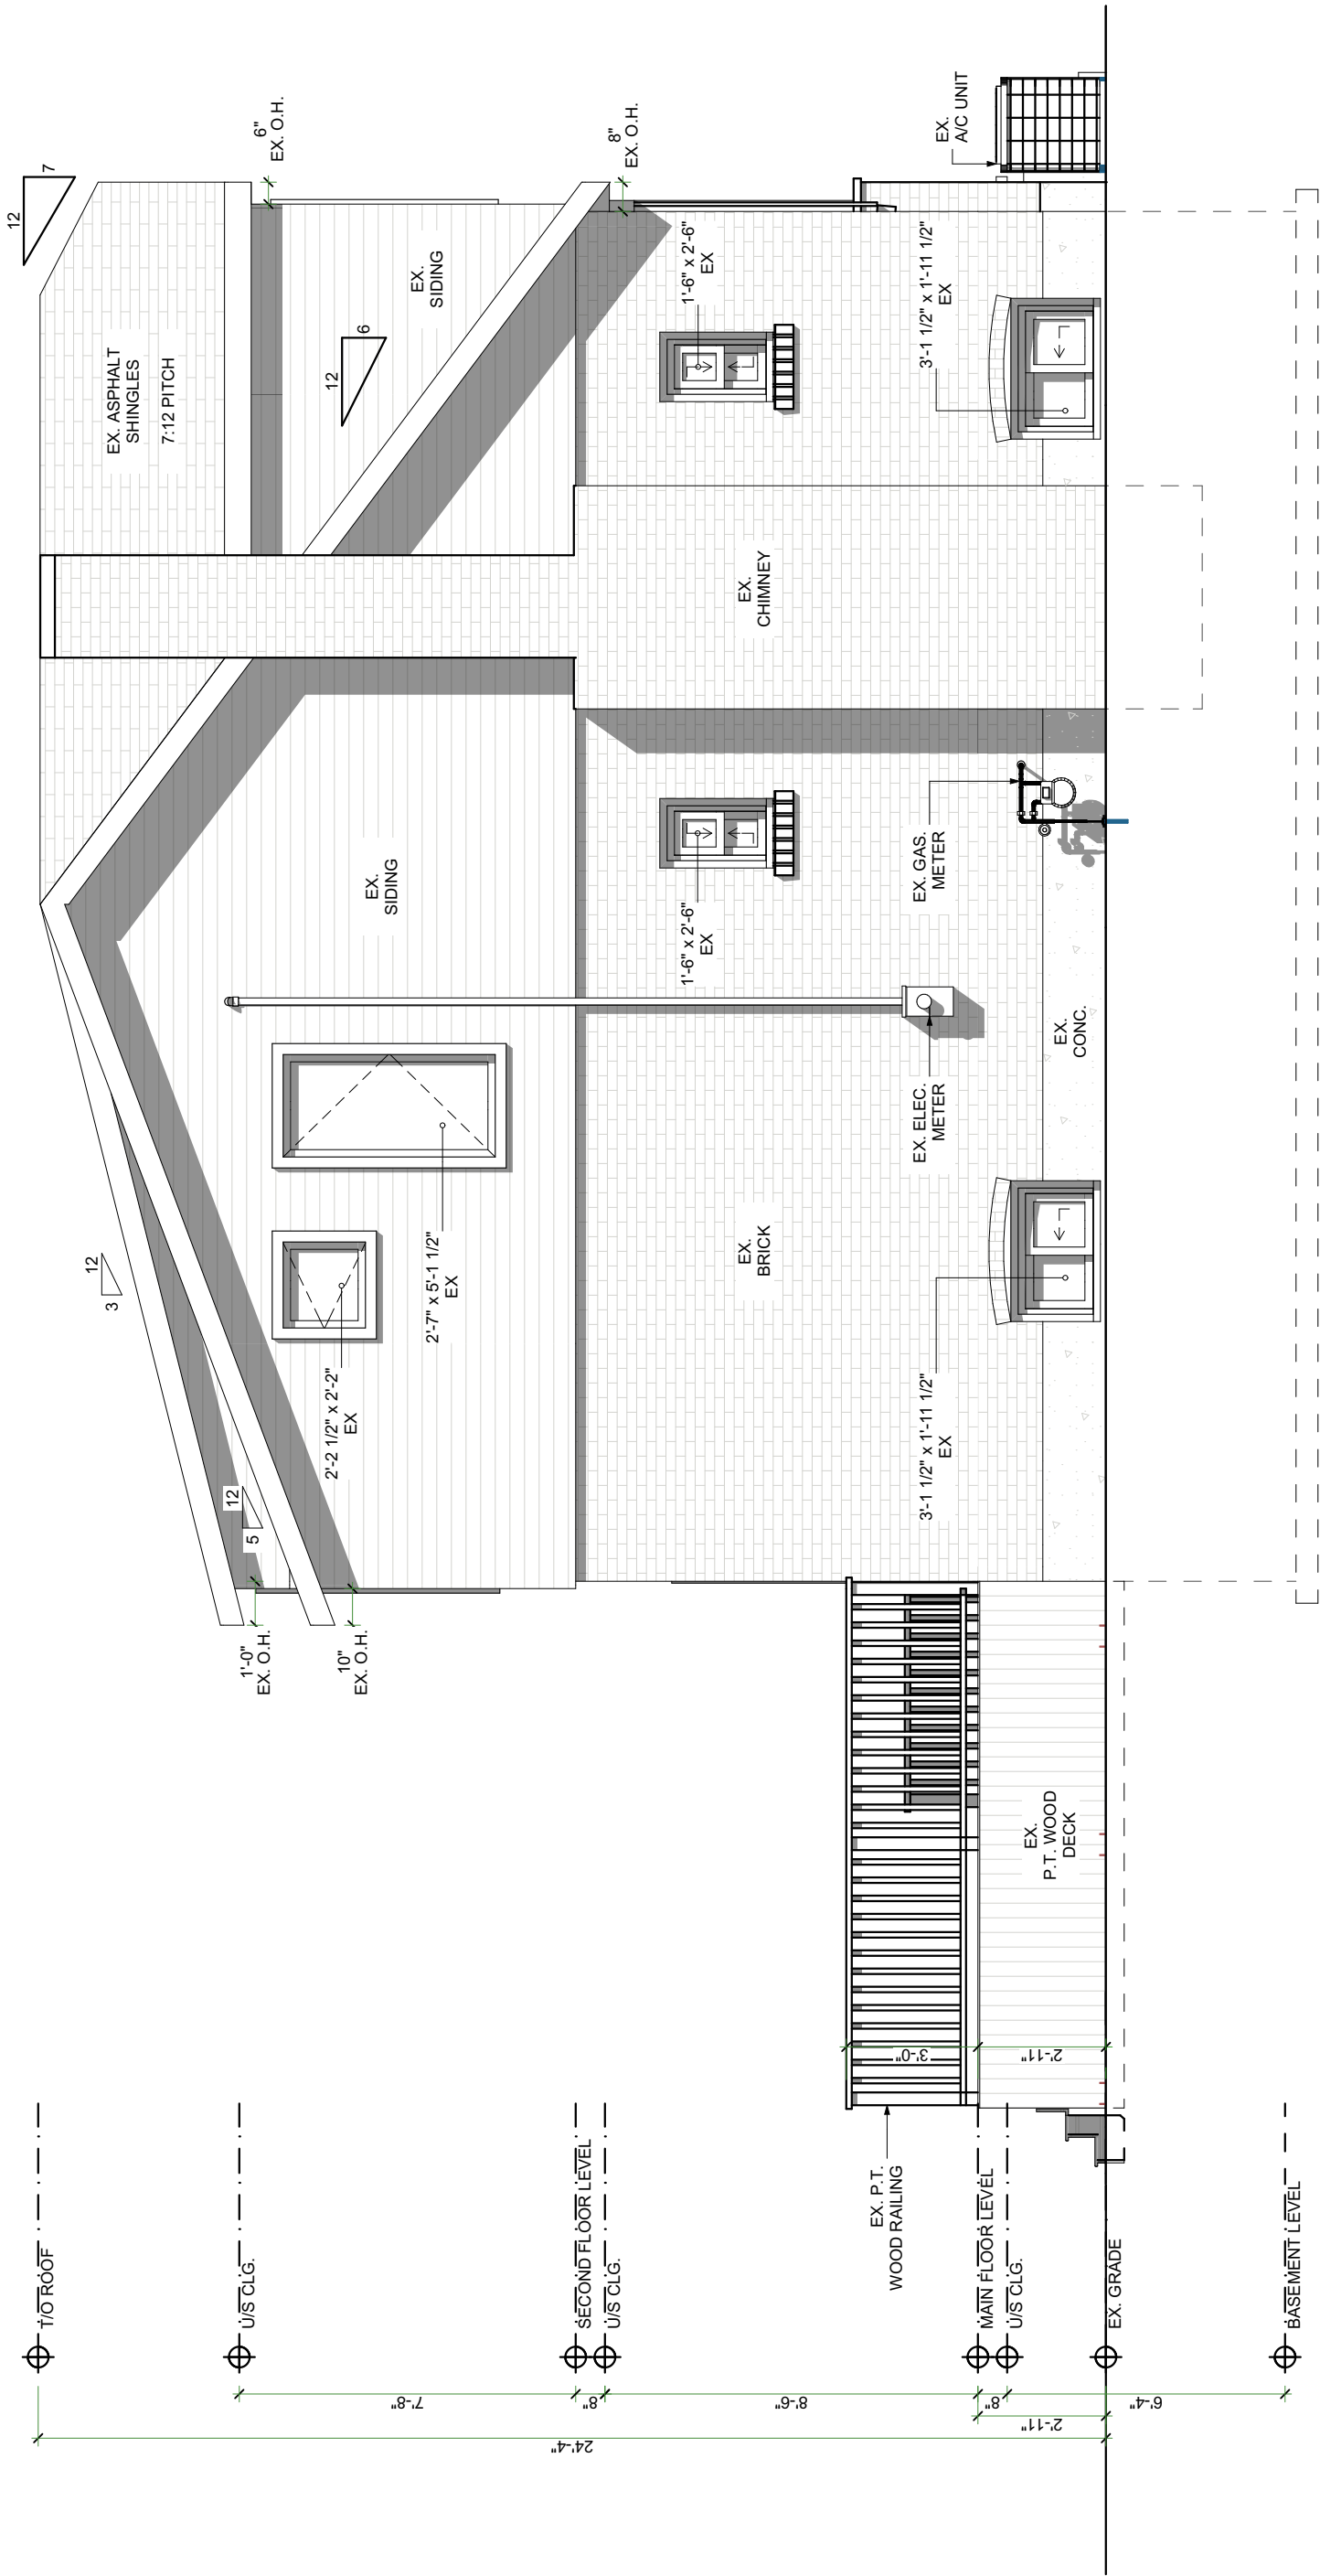 T/O ROOF
U/S CLG.
SECOND FLOOR LEVEL
U/S CLG.
MAIN FLOOR LEVEL
U/S CLG.
EX. GRADE
BASEMENT LEVEL
24'-4"
7'-8"
8"
8'-6"
8"
2'-11"
6'-4"
EX. P.T.
WOOD RAILING
3'-0"
2'-11"
EX.
P.T. WOOD
DECK
1'-0"
EX. O.H.
10"
EX. O.H.
12
5
12
3
2'-2 1/2" x 2'-2"
EX
2'-7" x 5'-1 1/2"
EX
EX.
SIDING
EX.
BRICK
3'-1 1/2" x 1'-11 1/2"
EX
EX. ELEC.
METER
EX.
CONC.
1'-6" x 2'-6"
EX
EX. GAS.
METER
EX.
CHIMNEY
EX. ASPHALT
SHINGLES
7:12 PITCH
12
7
12
6
EX.
SIDING
6"
EX. O.H.
8"
EX. O.H.
1'-6" x 2'-6"
EX
3'-1 1/2" x 1'-11 1/2"
EX
EX.
A/C UNIT